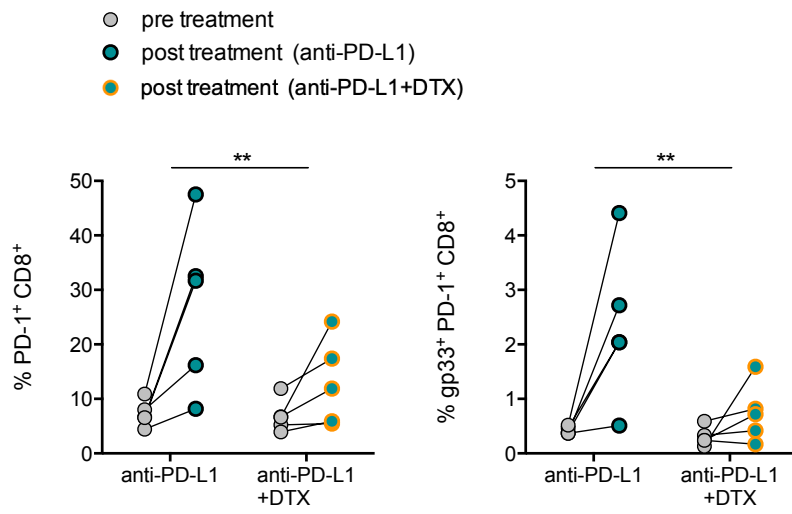 pre treatment
post treatment (anti-PD-L1)
post treatment (anti-PD-L1+DTX)
**
50
40
30
20
10
0
% PD-1⁺ CD8⁺
anti-PD-L1
anti-PD-L1
+DTX
**
5
4
3
2
1
0
% gp33⁺ PD-1⁺ CD8⁺
anti-PD-L1
anti-PD-L1
+DTX